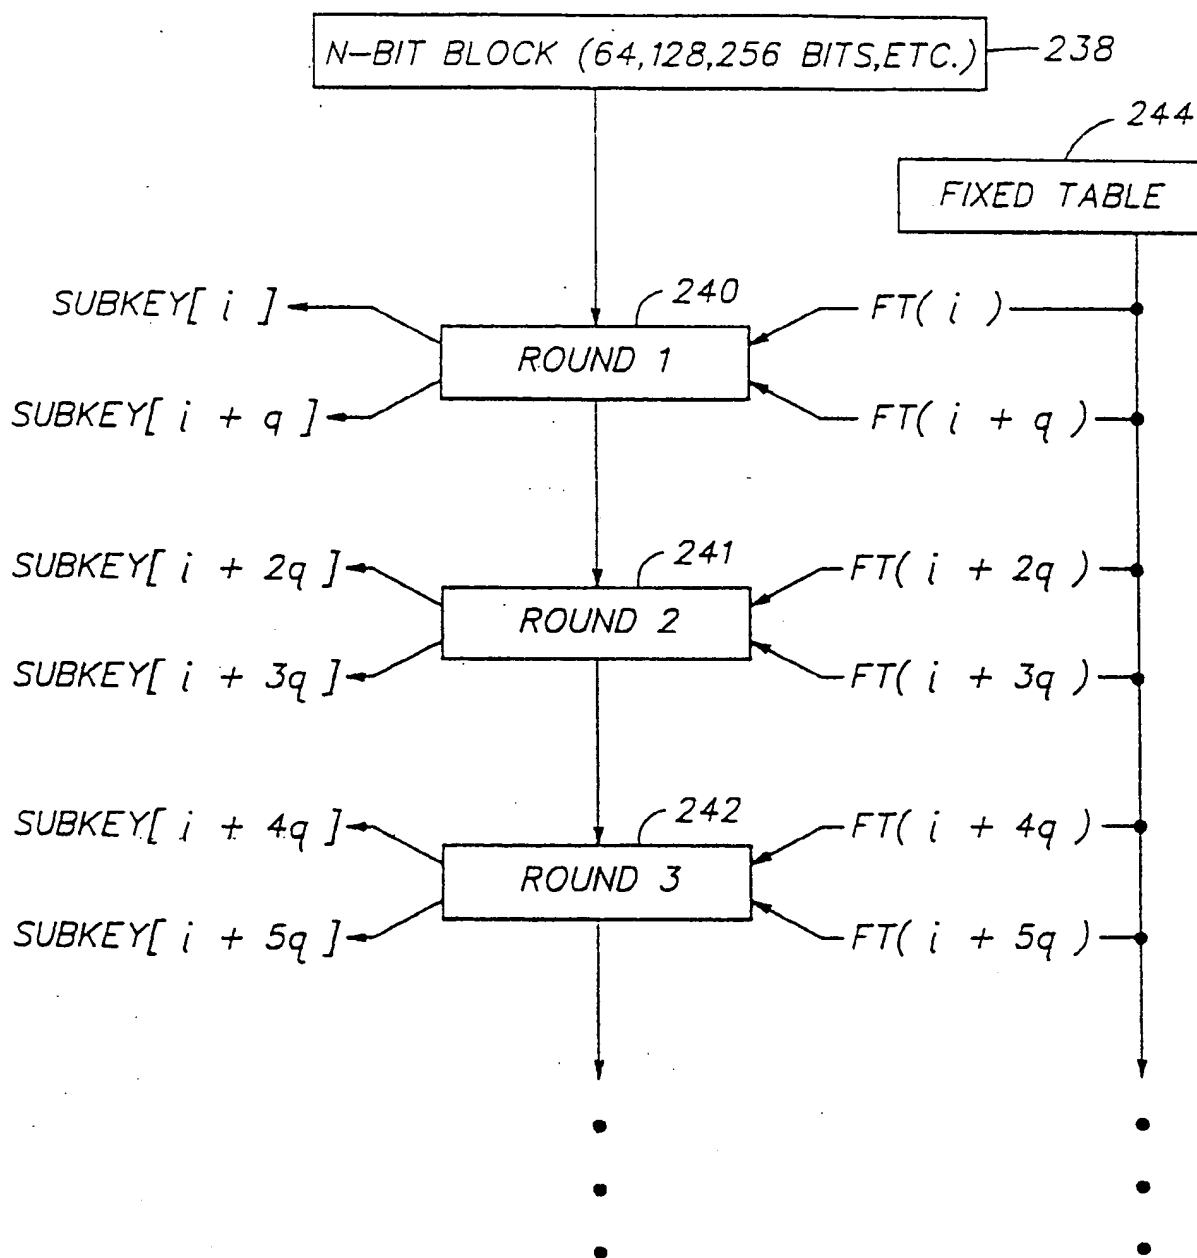 N-BIT BLOCK (64,128,256 BITS,ETC.)
238
244
FIXED TABLE
SUBKEY[ i ]
240
FT( i )
ROUND 1
SUBKEY[ i + q ]
FT( i + q )
SUBKEY[ i + 2q ]
241
FT( i + 2q )
ROUND 2
SUBKEY[ i + 3q ]
FT( i + 3q )
SUBKEY[ i + 4q ]
242
FT( i + 4q )
ROUND 3
SUBKEY[ i + 5q ]
FT( i + 5q )